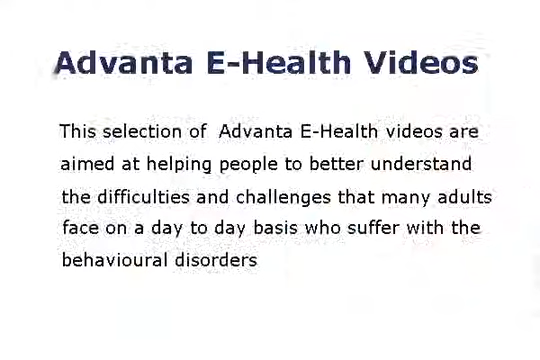 Advanta E-Health Videos
This selection of Advanta E-Health videos are
aimed at helping people to better understand
the difficulties and challenges that many adults
face on a day to day basis who suffer with the
behavioural disorders